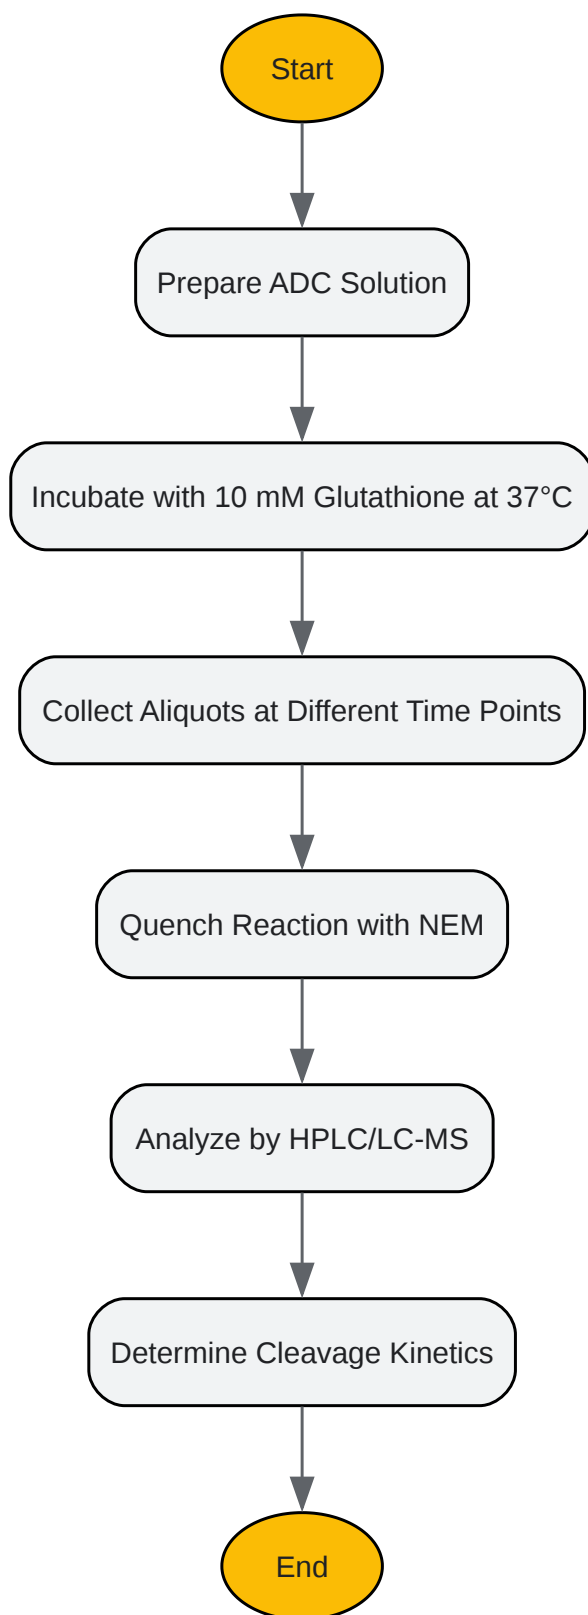 Start
Prepare ADC Solution
Incubate with 10 mM Glutathione at 37°C
Collect Aliquots at Different Time Points
Quench Reaction with NEM
Analyze by HPLC/LC-MS
Determine Cleavage Kinetics
End